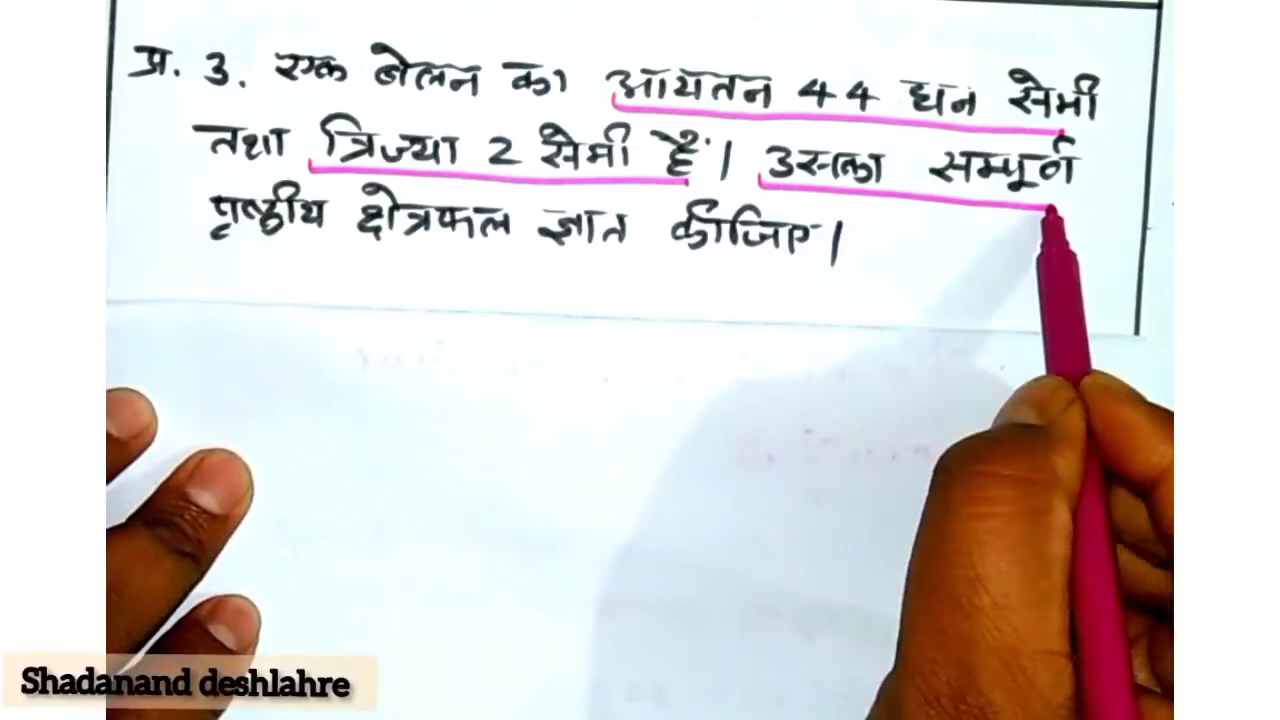 प्र. 3. एक बेलन का आयतन 44 घन सेमी
तथा त्रिज्या 2 सेमी है। उसका सम्पूर्ण
पृष्ठीय क्षेत्रफल ज्ञात कीजिए।
Shadanand deshlahre